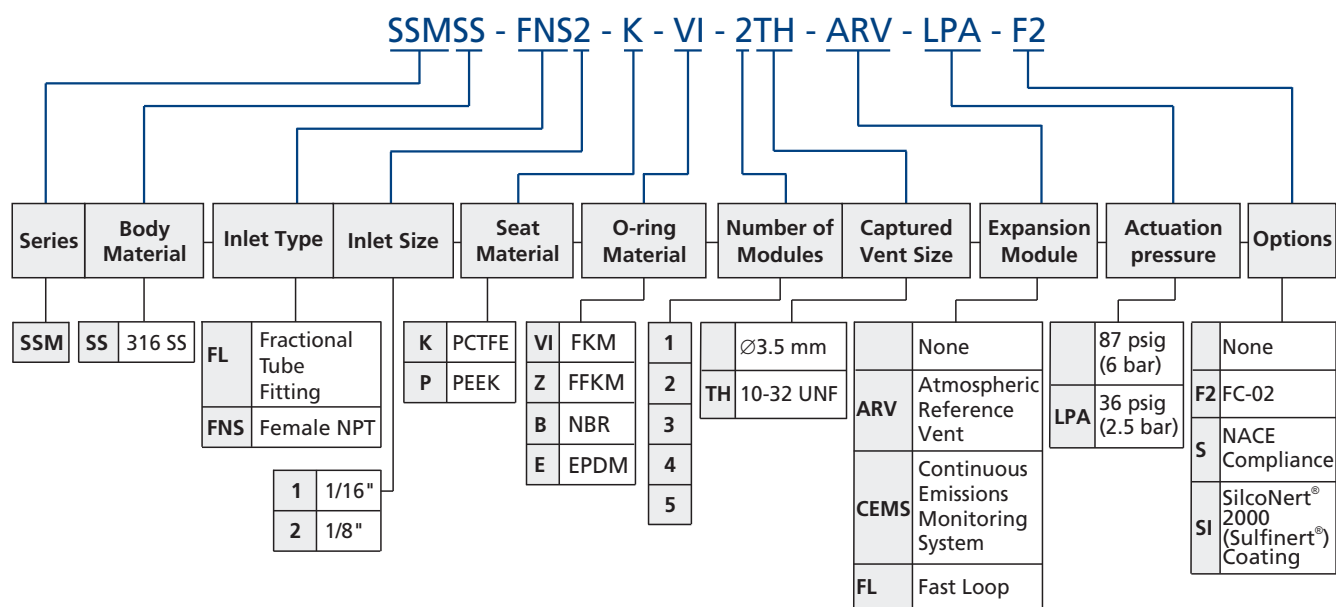 SSMSS - FNS2 - K - VI - 2TH - ARV - LPA - F2
Series
Body
Material
Inlet Type
Inlet Size
Seat
Material
O-ring
Material
Number of
Modules
Captured
Vent Size
Expansion
Module
Actuation
pressure
Options
SSM
SS 316 SS
FL Fractional
Tube
Fitting
FNS Female NPT
1 1/16"
2 1/8"
K PCTFE
P PEEK
VI FKM
Z FFKM
B NBR
E EPDM
1
2
3
4
5
∅3.5 mm
TH 10-32 UNF
None
ARV Atmospheric
Reference
Vent
CEMS Continuous
Emissions
Monitoring
System
FL Fast Loop
87 psig
(6 bar)
LPA 36 psig
(2.5 bar)
None
F2 FC-02
S NACE
Compliance
SI SilcoNert®
2000
(Sulfinert®)
Coating